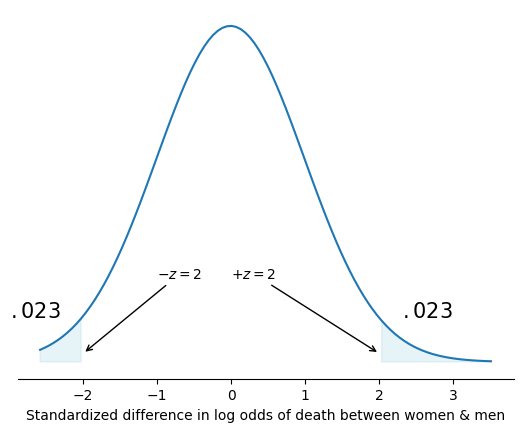 −z = 2
+z = 2
.023
.023
−2
−1
0
1
2
3
Standardized difference in log odds of death between women & men